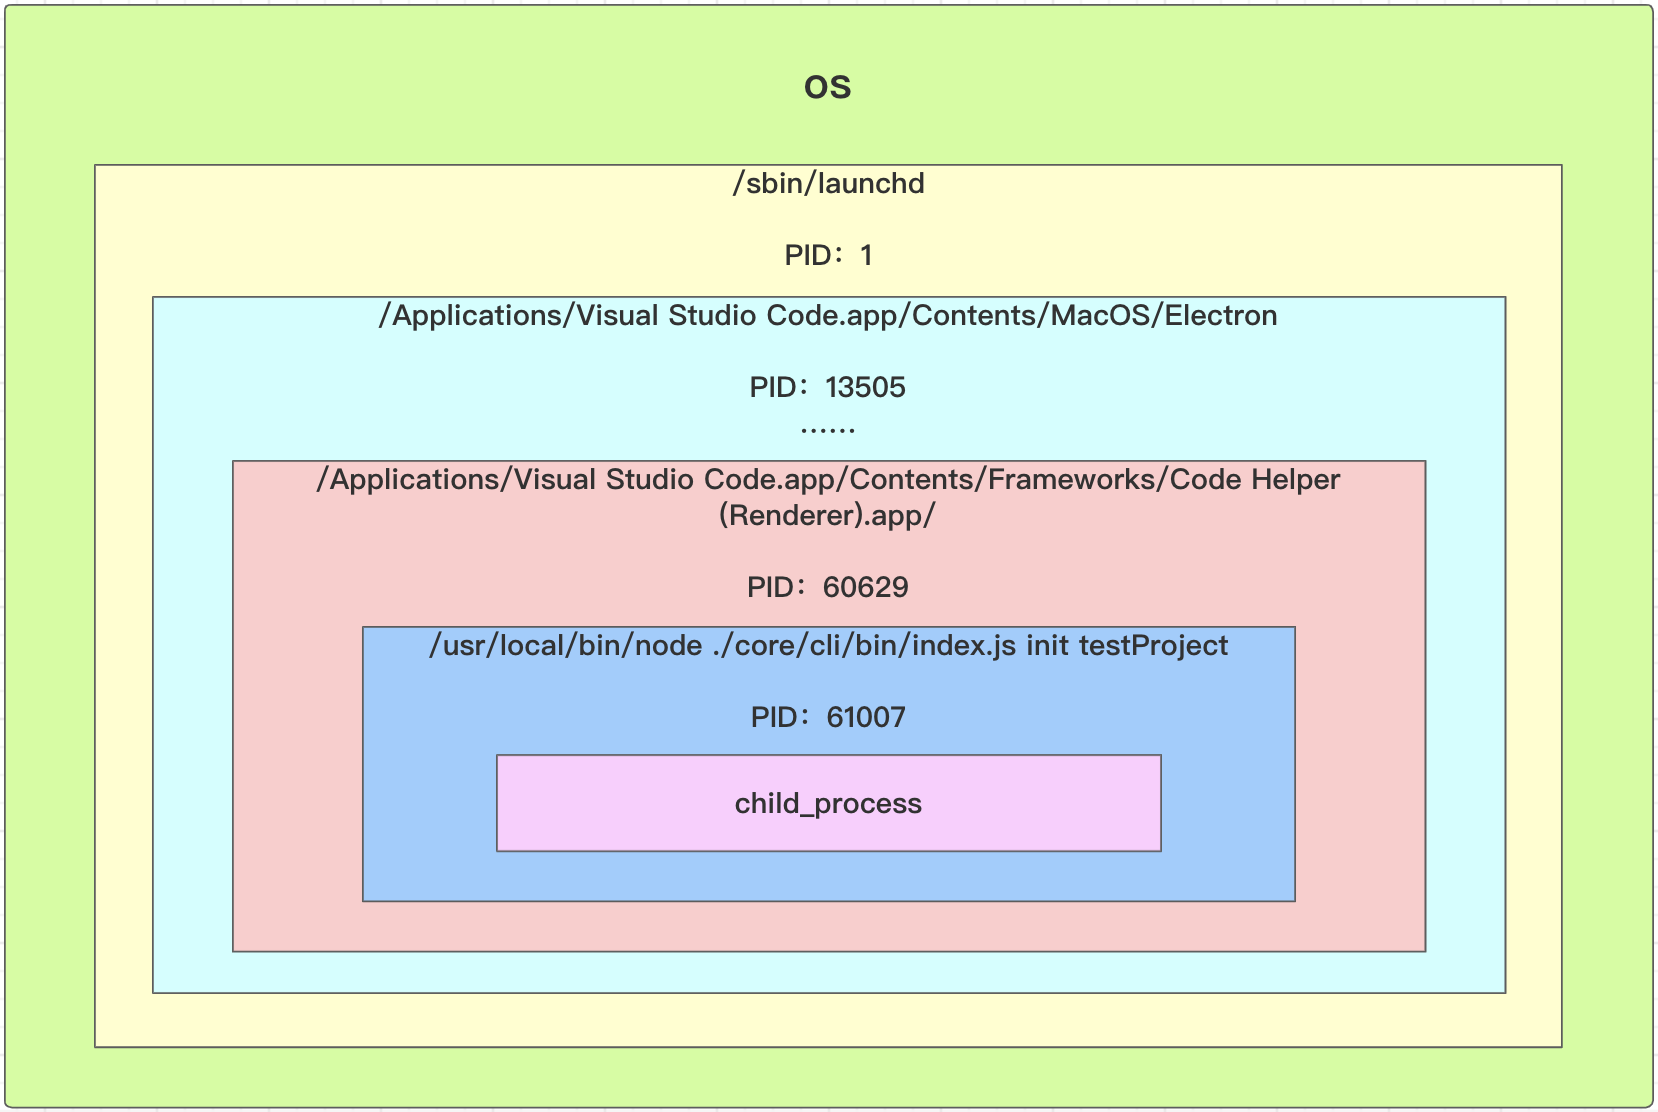 OS
/sbin/launchd
PID：1
/Applications/Visual Studio Code.app/Contents/MacOS/Electron
PID：13505
······
/Applications/Visual Studio Code.app/Contents/Frameworks/Code Helper
(Renderer).app/
PID：60629
/usr/local/bin/node ./core/cli/bin/index.js init testProject
PID：61007
child_process